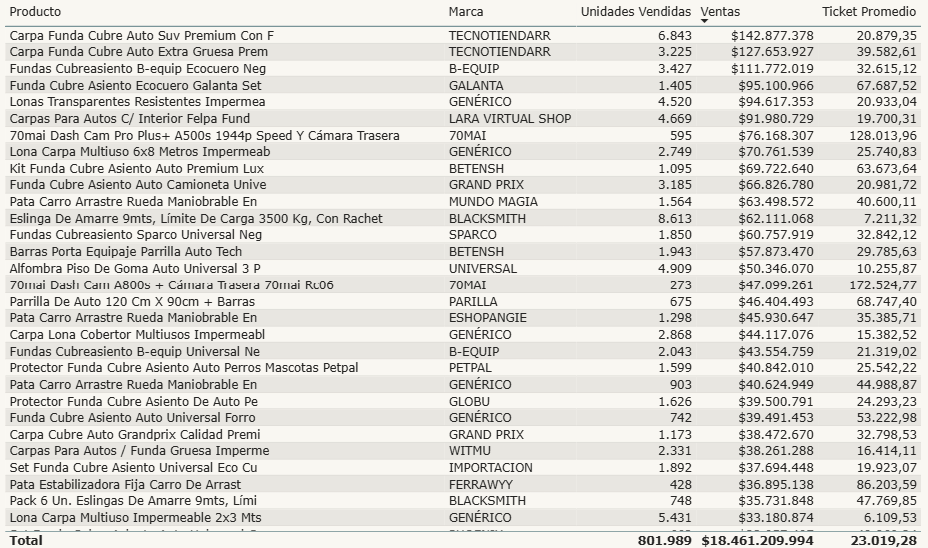 Producto Marca Unidades Vendidas Ventas Ticket Promedio
Carpa Funda Cubre Auto Suv Premium Con F TECNOTIENDARR 6.843 $142.877.378 20.879,35
Carpa Funda Cubre Auto Extra Gruesa Prem TECNOTIENDARR 3.225 $127.653.927 39.582,61
Fundas Cubreasiento B-equip Ecocuero Neg B-EQUIP 3.427 $111.772.019 32.615,12
Funda Cubre Asiento Ecocuero Galanta Set GALANTA 1.405 $95.100.966 67.687,52
Lonas Transparentes Resistentes Impermea GENÉRICO 4.520 $94.617.353 20.933,04
Carpas Para Autos C/ Interior Felpa Fund LARA VIRTUAL SHOP 4.669 $91.980.729 19.700,31
70mai Dash Cam Pro Plus+ A500s 1944p Speed Y Cámara Trasera 70MAI 595 $76.168.307 128.013,96
Lona Carpa Multiuso 6x8 Metros Impermeab GENÉRICO 2.749 $70.761.539 25.740,83
Kit Funda Cubre Asiento Auto Premium Lux BETENSH 1.095 $69.722.640 63.673,64
Funda Cubre Asiento Auto Camioneta Unive GRAND PRIX 3.185 $66.826.780 20.981,72
Pata Carro Arrastre Rueda Maniobrable En MUNDO MAGIA 1.564 $63.498.572 40.600,11
Eslinga De Amarre 9mts, Límite De Carga 3500 Kg, Con Rachet BLACKSMITH 8.613 $62.111.068 7.211,32
Fundas Cubreasiento Sparco Universal Neg SPARCO 1.850 $60.757.919 32.842,12
Barras Porta Equipaje Parrilla Auto Tech BETENSH 1.943 $57.873.470 29.785,63
Alfombra Piso De Goma Auto Universal 3 P UNIVERSAL 4.909 $50.346.070 10.255,87
70mai Dash Cam A800s + Cámara Trasera 70mai Rc06 70MAI 273 $47.099.261 172.524,77
Parrilla De Auto 120 Cm X 90cm + Barras PARILLA 675 $46.404.493 68.747,40
Pata Carro Arrastre Rueda Maniobrable En ESHOPANGIE 1.298 $45.930.647 35.385,71
Carpa Lona Cobertor Multiusos Impermeabl GENÉRICO 2.868 $44.117.076 15.382,52
Fundas Cubreasiento B-equip Universal Ne B-EQUIP 2.043 $43.554.759 21.319,02
Protector Funda Cubre Asiento Auto Perros Mascotas Petpal PETPAL 1.599 $40.842.010 25.542,22
Pata Carro Arrastre Rueda Maniobrable En GENÉRICO 903 $40.624.949 44.988,87
Protector Funda Cubre Asiento De Auto Pe GLOBU 1.626 $39.500.791 24.293,23
Funda Cubre Asiento Auto Universal Forro GENÉRICO 742 $39.491.453 53.222,98
Carpa Cubre Auto Grandprix Calidad Premi GRAND PRIX 1.173 $38.472.670 32.798,53
Carpas Para Autos / Funda Gruesa Imperme WITMU 2.331 $38.261.288 16.414,11
Set Funda Cubre Asiento Universal Eco Cu IMPORTACION 1.892 $37.694.448 19.923,07
Pata Estabilizadora Fija Carro De Arrast FERRAWYY 428 $36.895.138 86.203,59
Pack 6 Un. Eslingas De Amarre 9mts, Lími BLACKSMITH 748 $35.731.848 47.769,85
Lona Carpa Multiuso Impermeable 2x3 Mts GENÉRICO 5.431 $33.180.874 6.109,53
Total 801.989 $18.461.209.994 23.019,28